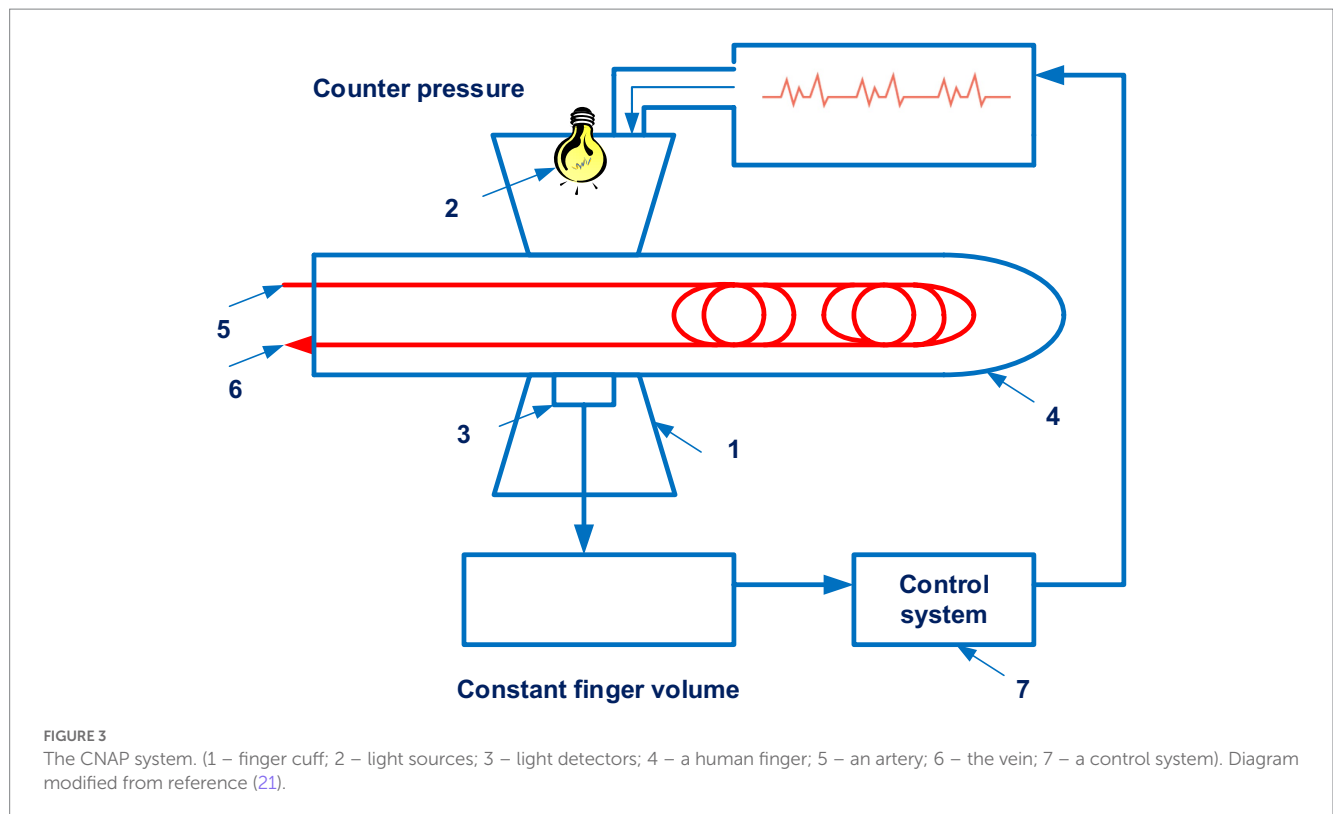 Counter pressure
2
5
6
4
3
1
Control
system
Constant finger volume
7
FIGURE 3
The CNAP system. (1 – finger cuff; 2 – light sources; 3 – light detectors; 4 – a human finger; 5 – an artery; 6 – the vein; 7 – a control system). Diagram
modified from reference (21).